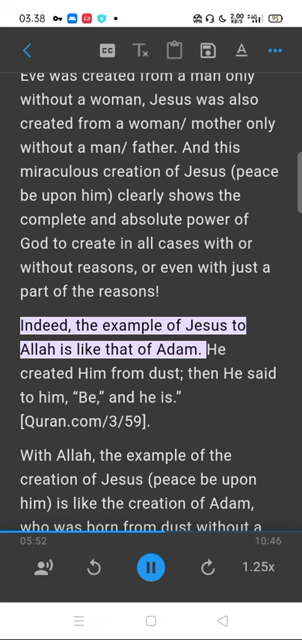 03.38
2,00 KB/S
95
CC
A
Eve was created from a man only
without a woman, Jesus was also
created from a woman/ mother only
without a man/ father. And this
miraculous creation of Jesus (peace
be upon him) clearly shows the
complete and absolute power of
God to create in all cases with or
without reasons, or even with just a
part of the reasons!
Indeed, the example of Jesus to
Allah is like that of Adam. He
created Him from dust; then He said
to him, “Be,” and he is.”
[Quran.com/3/59].
With Allah, the example of the
creation of Jesus (peace be upon
him) is like the creation of Adam,
who was born from dust without a
05:52 10:46
1.25x